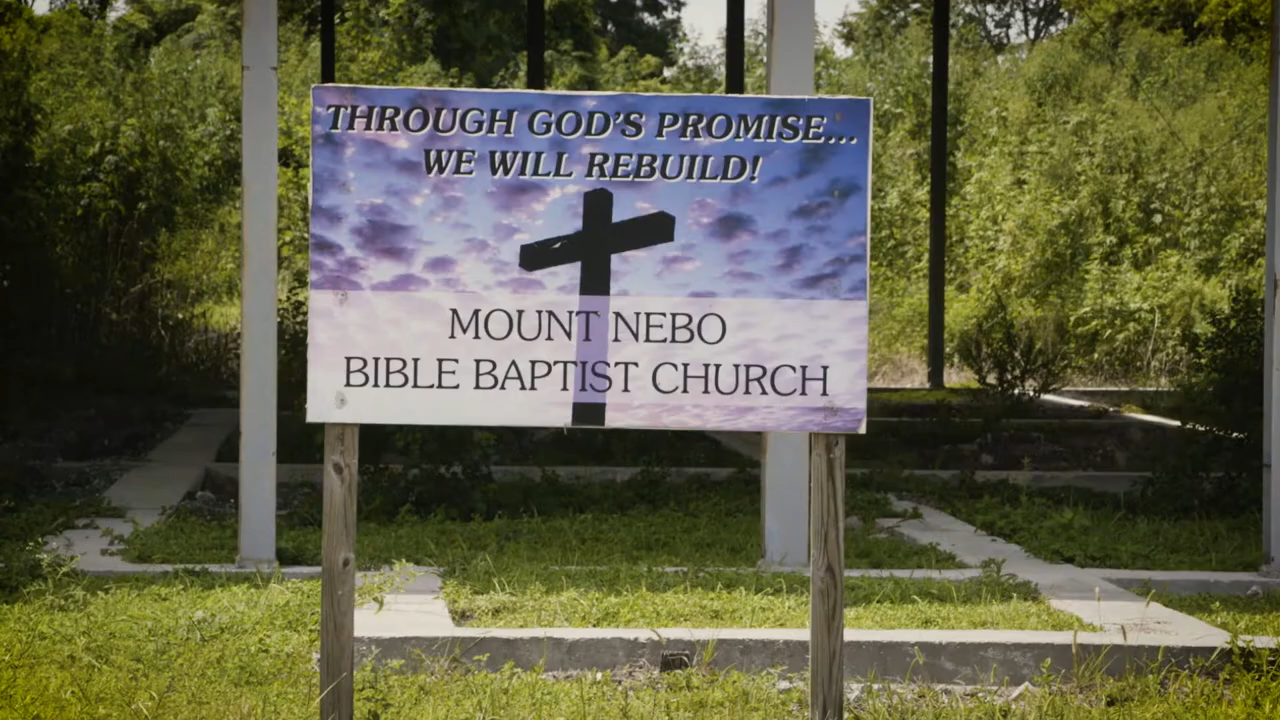 THROUGH GOD'S PROMISE...
WE WILL REBUILD!
MOUNT NEBO
BIBLE BAPTIST CHURCH